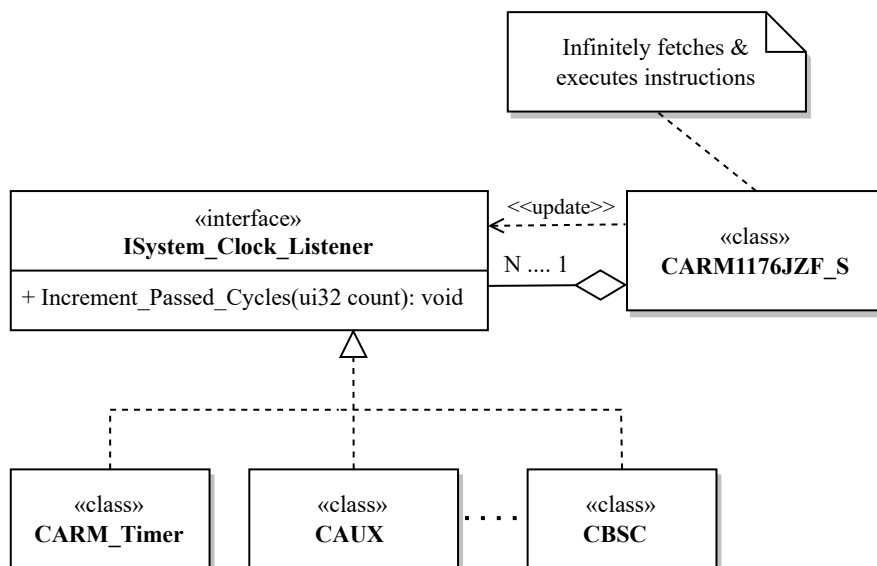 Infinitely fetches &
executes instructions
«interface»
ISystem_Clock_Listener
+ Increment_Passed_Cycles(ui32 count): void
<<update>>
N .... 1
«class»
CARM1176JZF_S
«class»
CARM_Timer
«class»
CAUX
....
«class»
CBSC